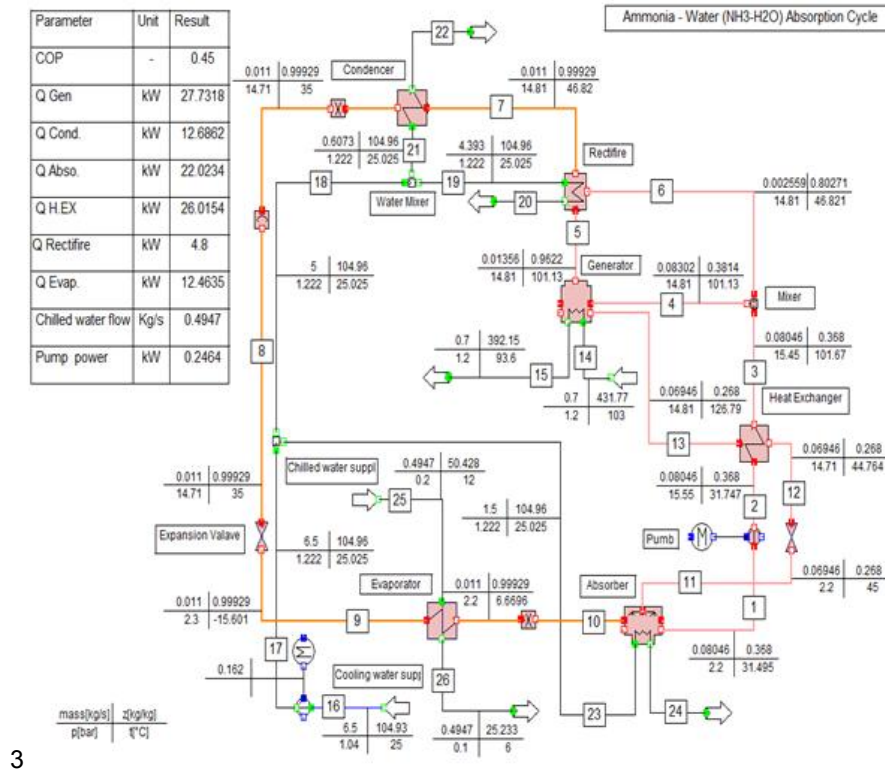 Ammonia - Water (NH3-H2O) Absorption Cycle
Parameter Unit Result
COP - 0.45
Q Gen kW 27.7318
Q Cond. kW 12.6862
Q Abso. kW 22.0234
Q H.EX kW 26.0154
Q Rectifire kW 4.8
Q Evap. kW 12.4635
Chilled water flow Kg/s 0.4947
Pump power kW 0.2464
22
Condencer
0.011 0.99929
14.71 35
0.011 0.99929
14.81 46.82
7
0.6073 104.96
1.222 25.025
21
4.393 104.96
1.222 25.025
Rectifire
18
19
6
Water Mixer
20
0.002559 0.80271
14.81 46.821
5
0.01356 0.9622
14.81 101.13
Generator
0.08302 0.3814
14.81 101.13
5 104.96
1.222 25.025
4
Mixer
8
0.7 392.15
1.2 93.6
15
14
0.08046 0.368
15.45 101.67
3
0.7 431.77
1.2 103
0.06946 0.268
14.81 126.79
Heat Exchanger
13
0.06946 0.268
14.71 44.764
Chilled water suppl
0.4947 50.428
0.2 12
25
0.08046 0.368
15.55 31.747
2
12
0.011 0.99929
14.71 35
1.5 104.96
1.222 25.025
Expansion Valave
6.5 104.96
1.222 25.025
Pumb
M
Evaporator
0.011 0.99929
2.2 6.6696
Absorber
11
0.06946 0.268
2.2 45
0.011 0.99929
2.3 -15.601
9
10
1
17
M
26
0.08046 0.368
2.2 31.495
0.162
Cooling water supp
16
23
24
mass[kg/s] z[kg/kg]
p[bar] t[°C]
6.5 104.93
1.04 25
0.4947 25.233
0.1 6
3